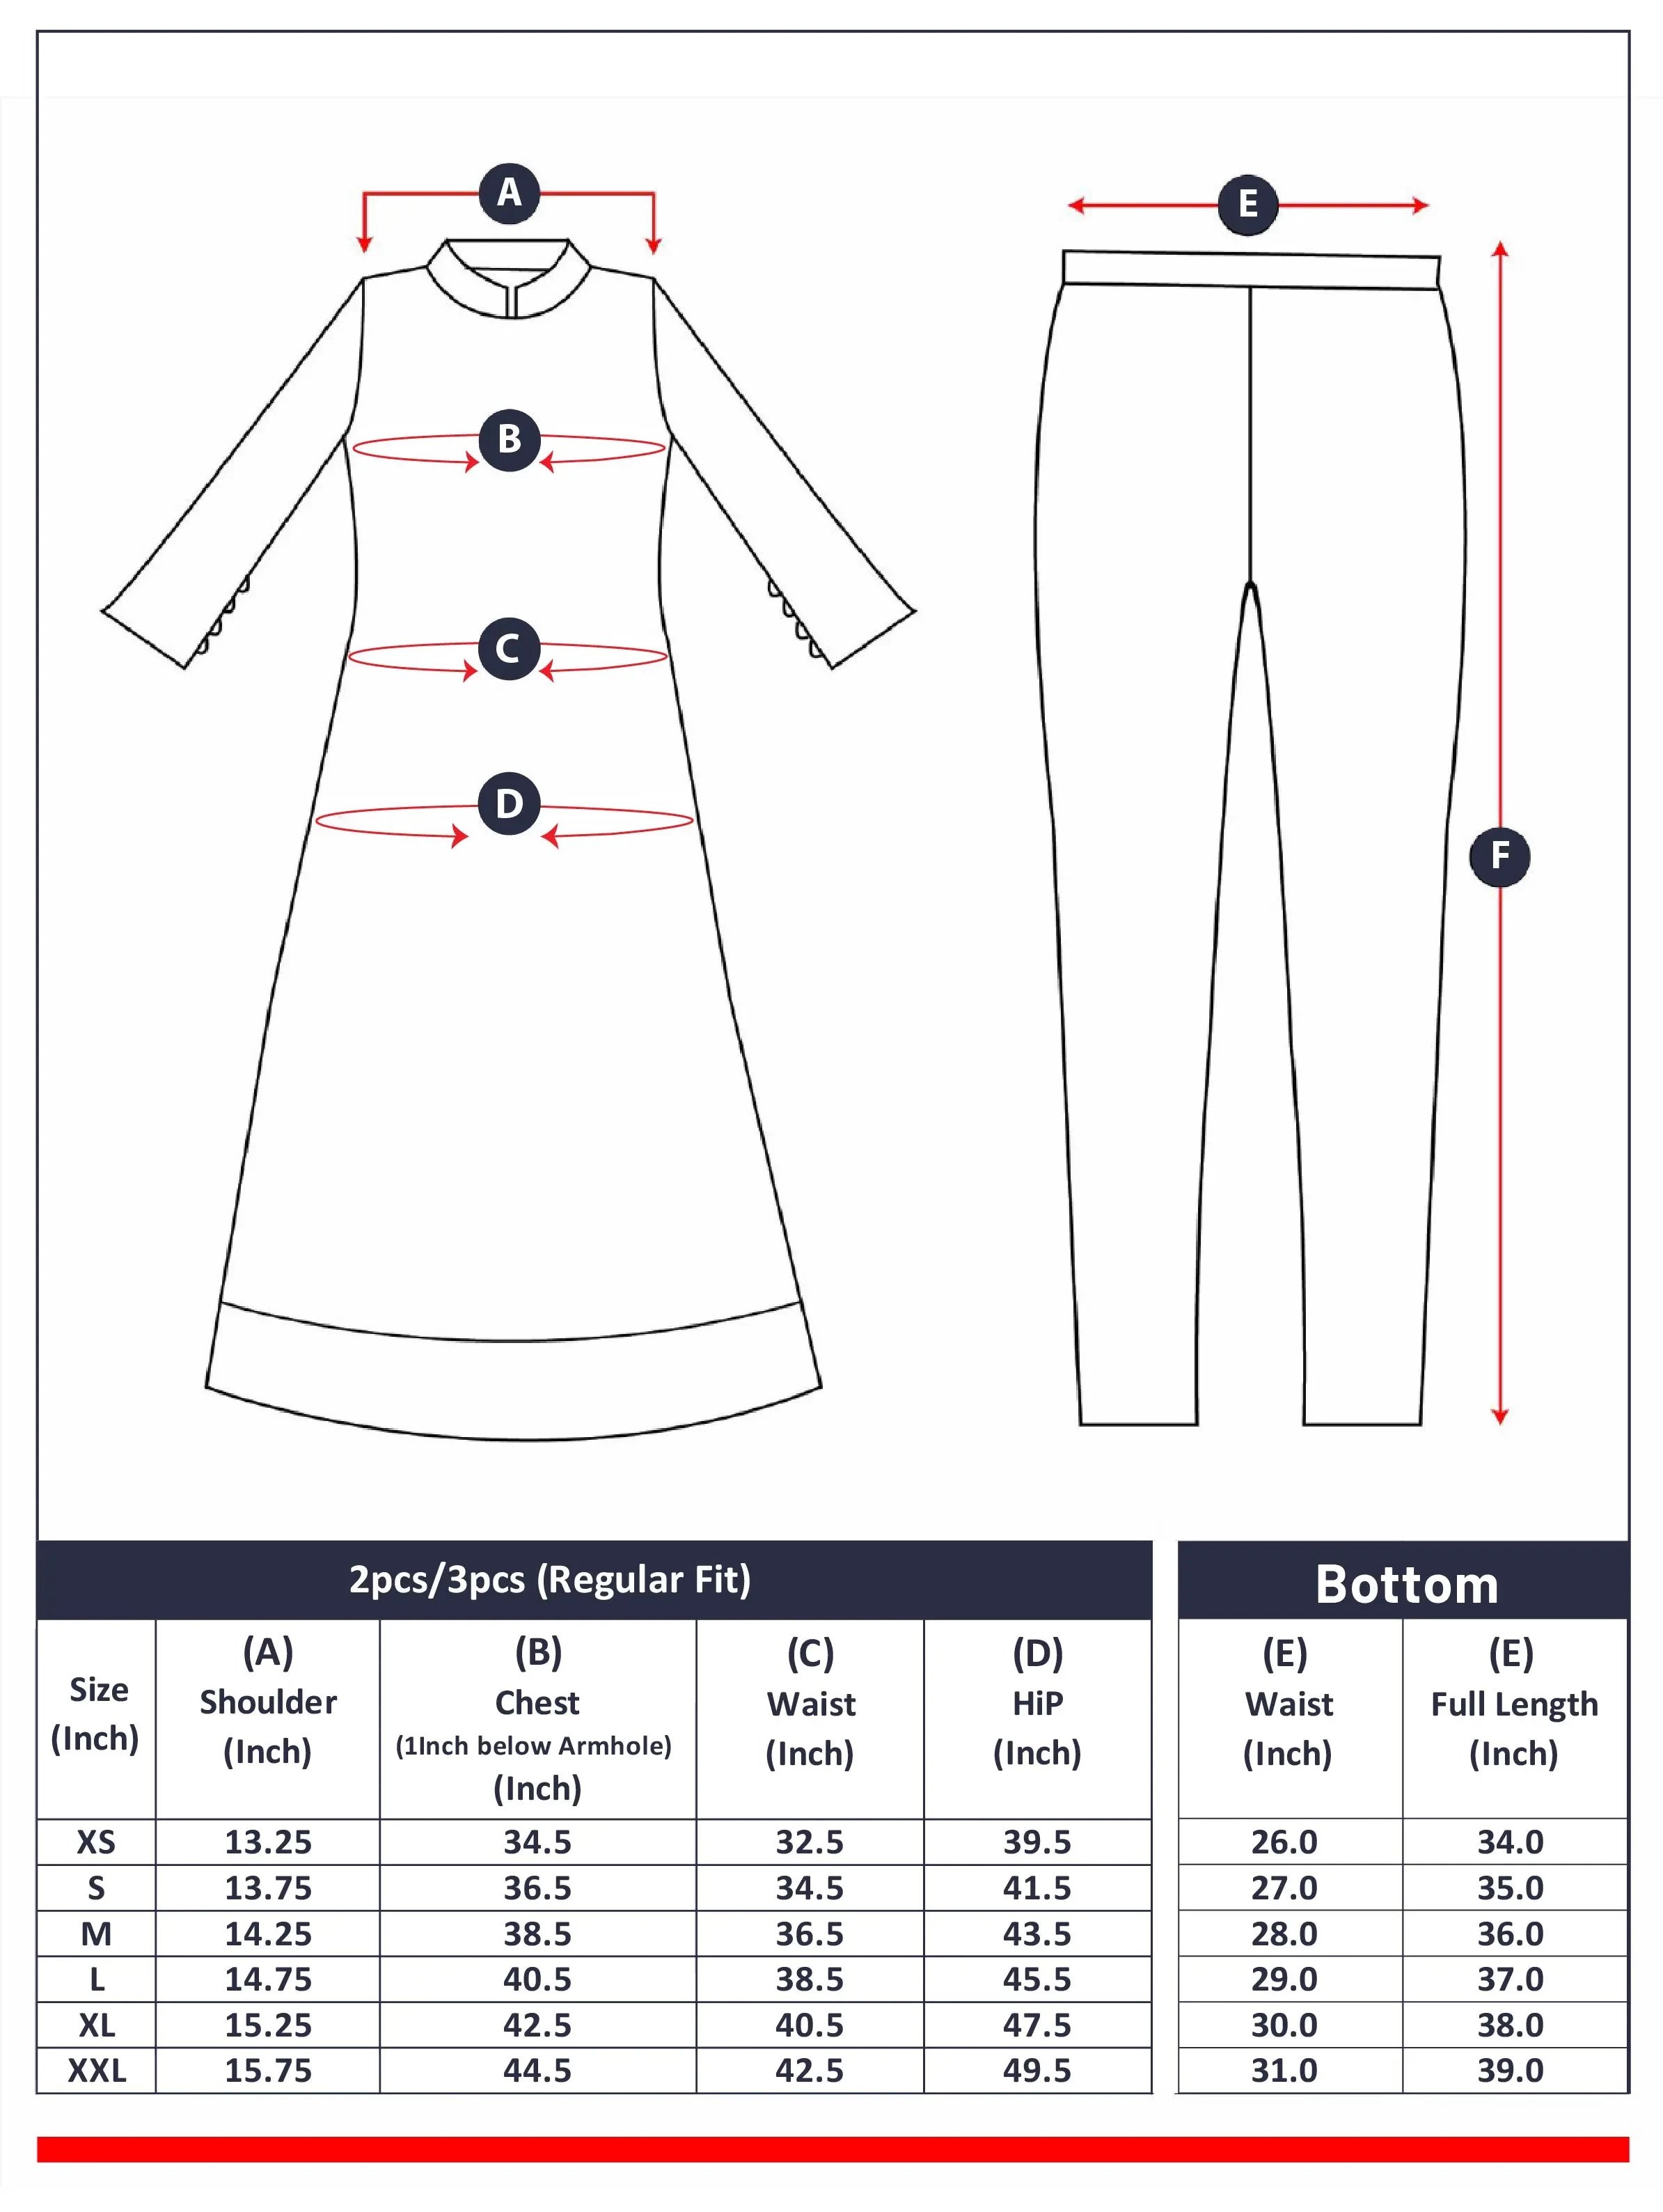 A
E
B
C
D
F
2pcs/3pcs (Regular Fit)
Size
(Inch)
(A)
Shoulder
(Inch)
(B)
Chest
(1Inch below Armhole)
(Inch)
(C)
Waist
(Inch)
(D)
HiP
(Inch)
Bottom
(E)
Waist
(Inch)
(E)
Full Length
(Inch)
XS 13.25 34.5 32.5 39.5 26.0 34.0
S 13.75 36.5 34.5 41.5 27.0 35.0
M 14.25 38.5 36.5 43.5 28.0 36.0
L 14.75 40.5 38.5 45.5 29.0 37.0
XL 15.25 42.5 40.5 47.5 30.0 38.0
XXL 15.75 44.5 42.5 49.5 31.0 39.0